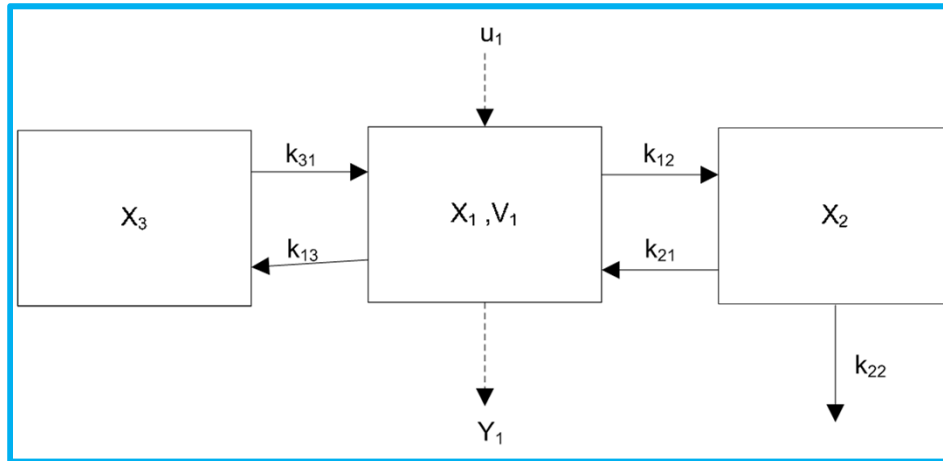 u₁
k₃₁
k₁₂
X₃
X₁ ,V₁
X₂
k₁₃
k₂₁
k₂₂
Y₁